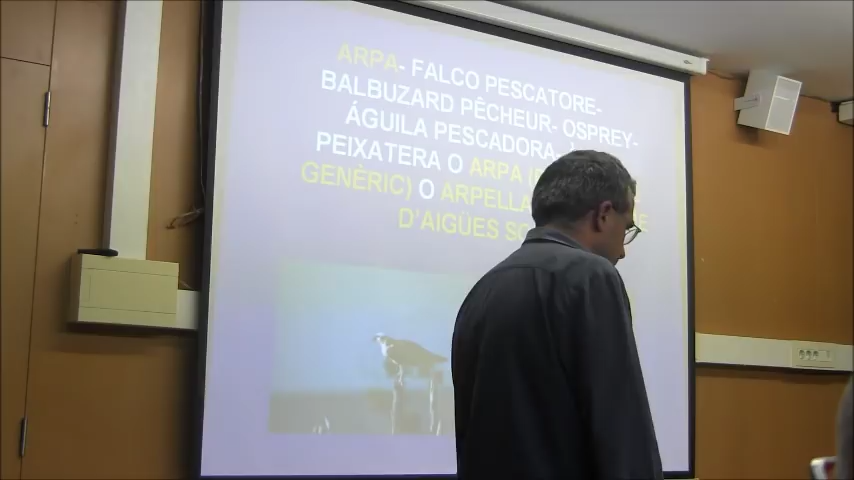 ARPA- FALCO PESCATORE-
BALBUZARD PÊCHEUR- OSPREY-
ÁGUILA PESCADORA-
PEIXATERA O ARPA
GENÈRIC) O ARPELLA
D'AIGÜES